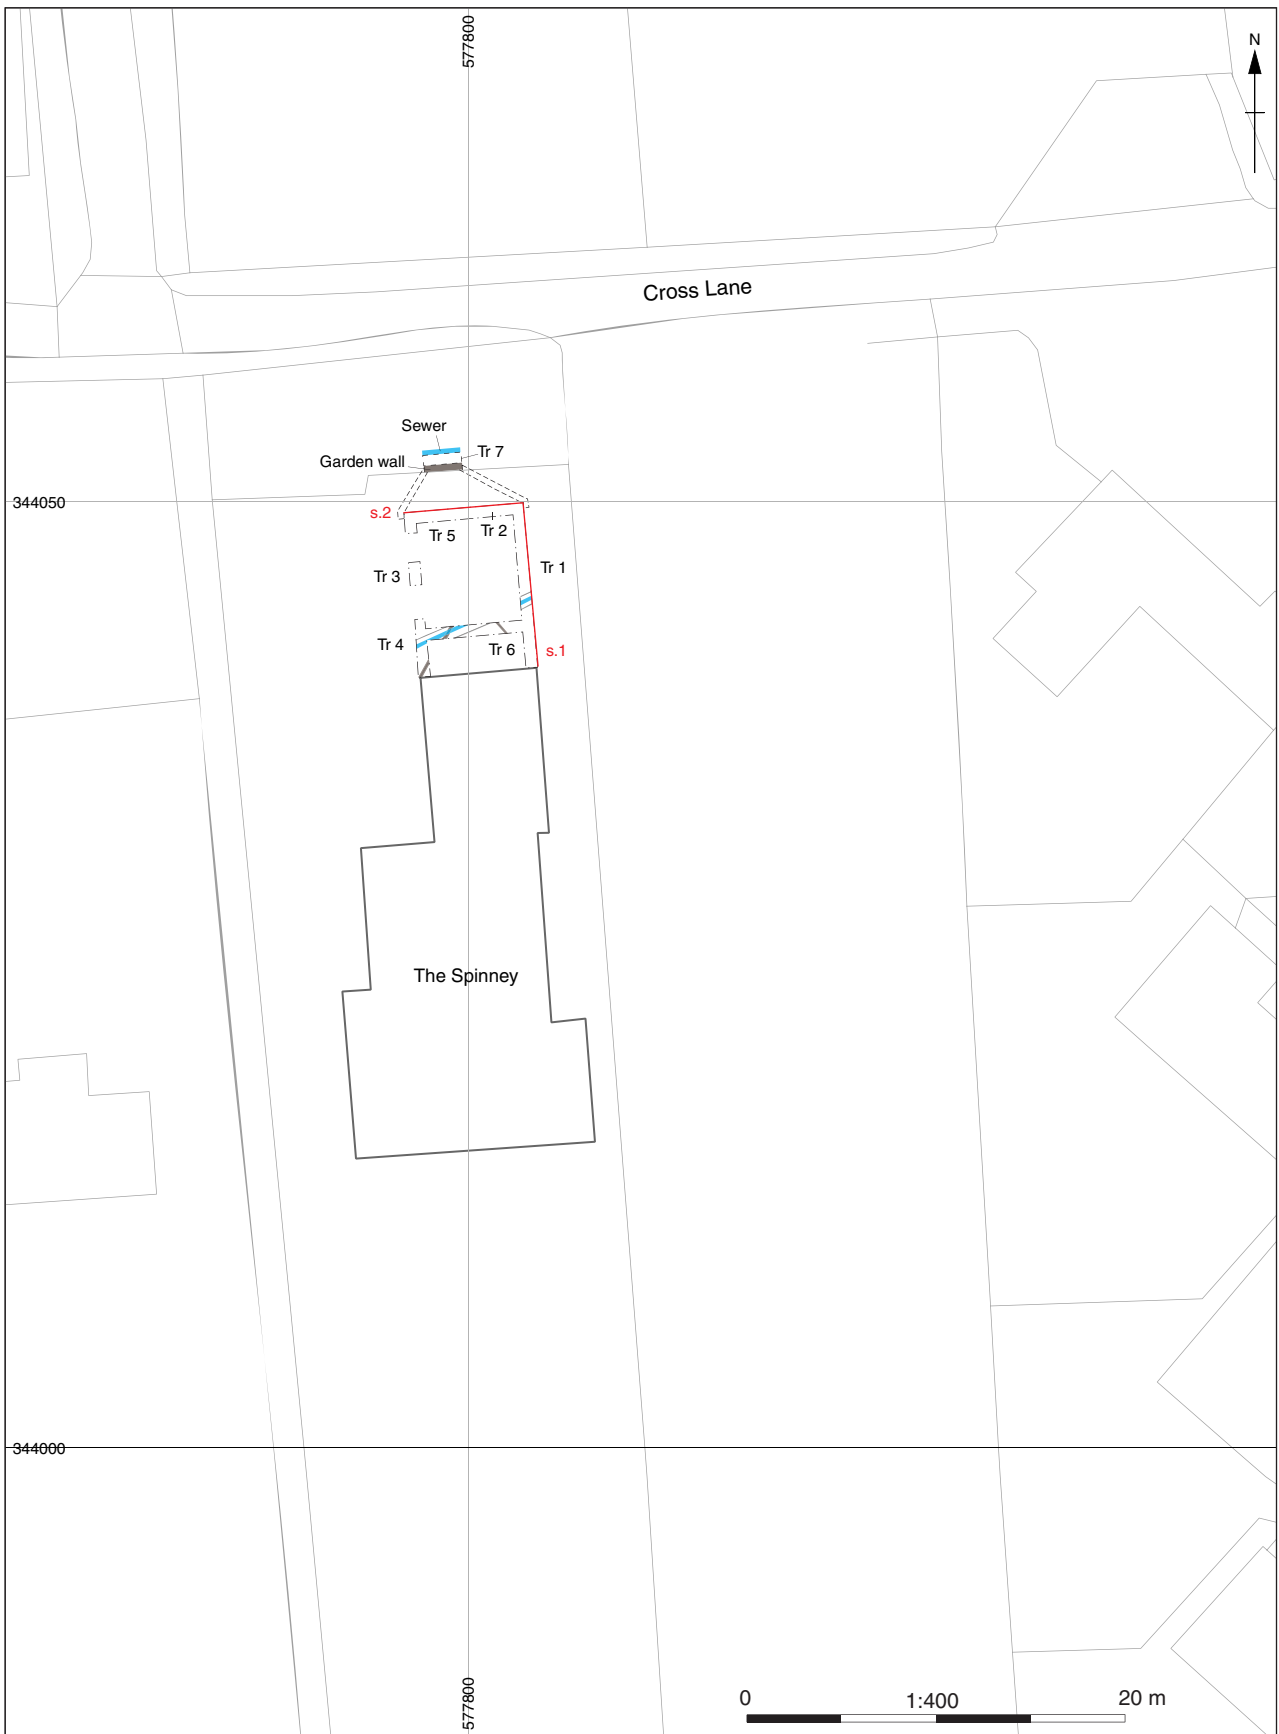 577800
N
Cross Lane
Sewer
Tr 7
Garden wall
344050
s.2
Tr 5
Tr 2
Tr 1
Tr 3
Tr 4
Tr 6
s.1
The Spinney
344000
577800
0 1:400 20 m